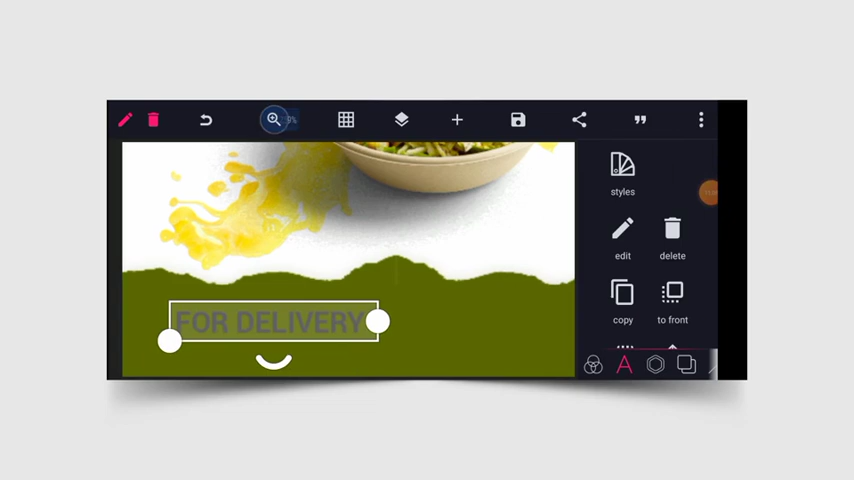 styles
edit
delete
copy
to front
FOR DELIVERY